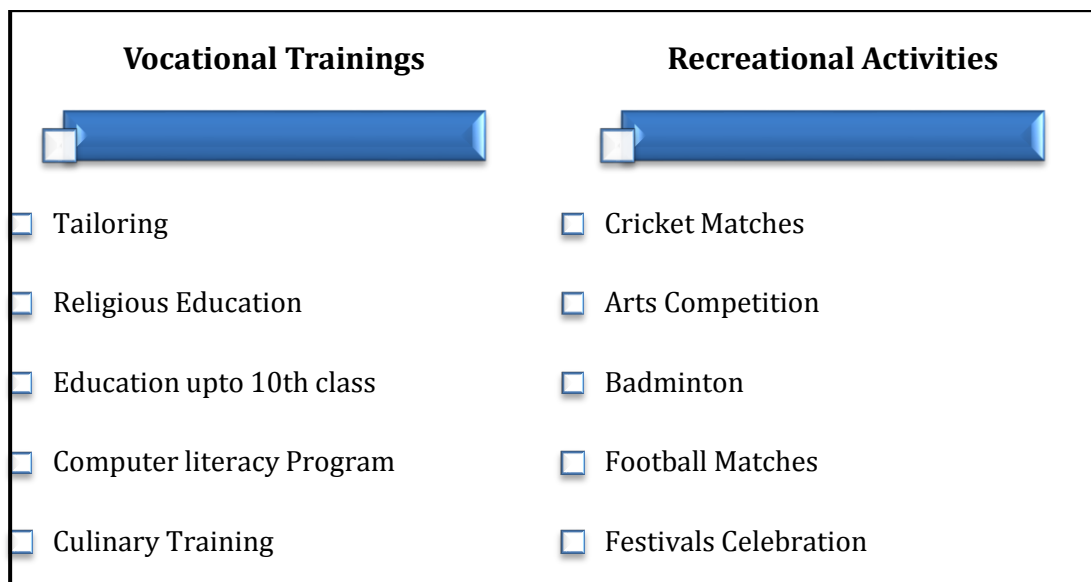 Vocational Trainings
Tailoring
Religious Education
Education upto 10th class
Computer literacy Program
Culinary Training
Recreational Activities
Cricket Matches
Arts Competition
Badminton
Football Matches
Festivals Celebration